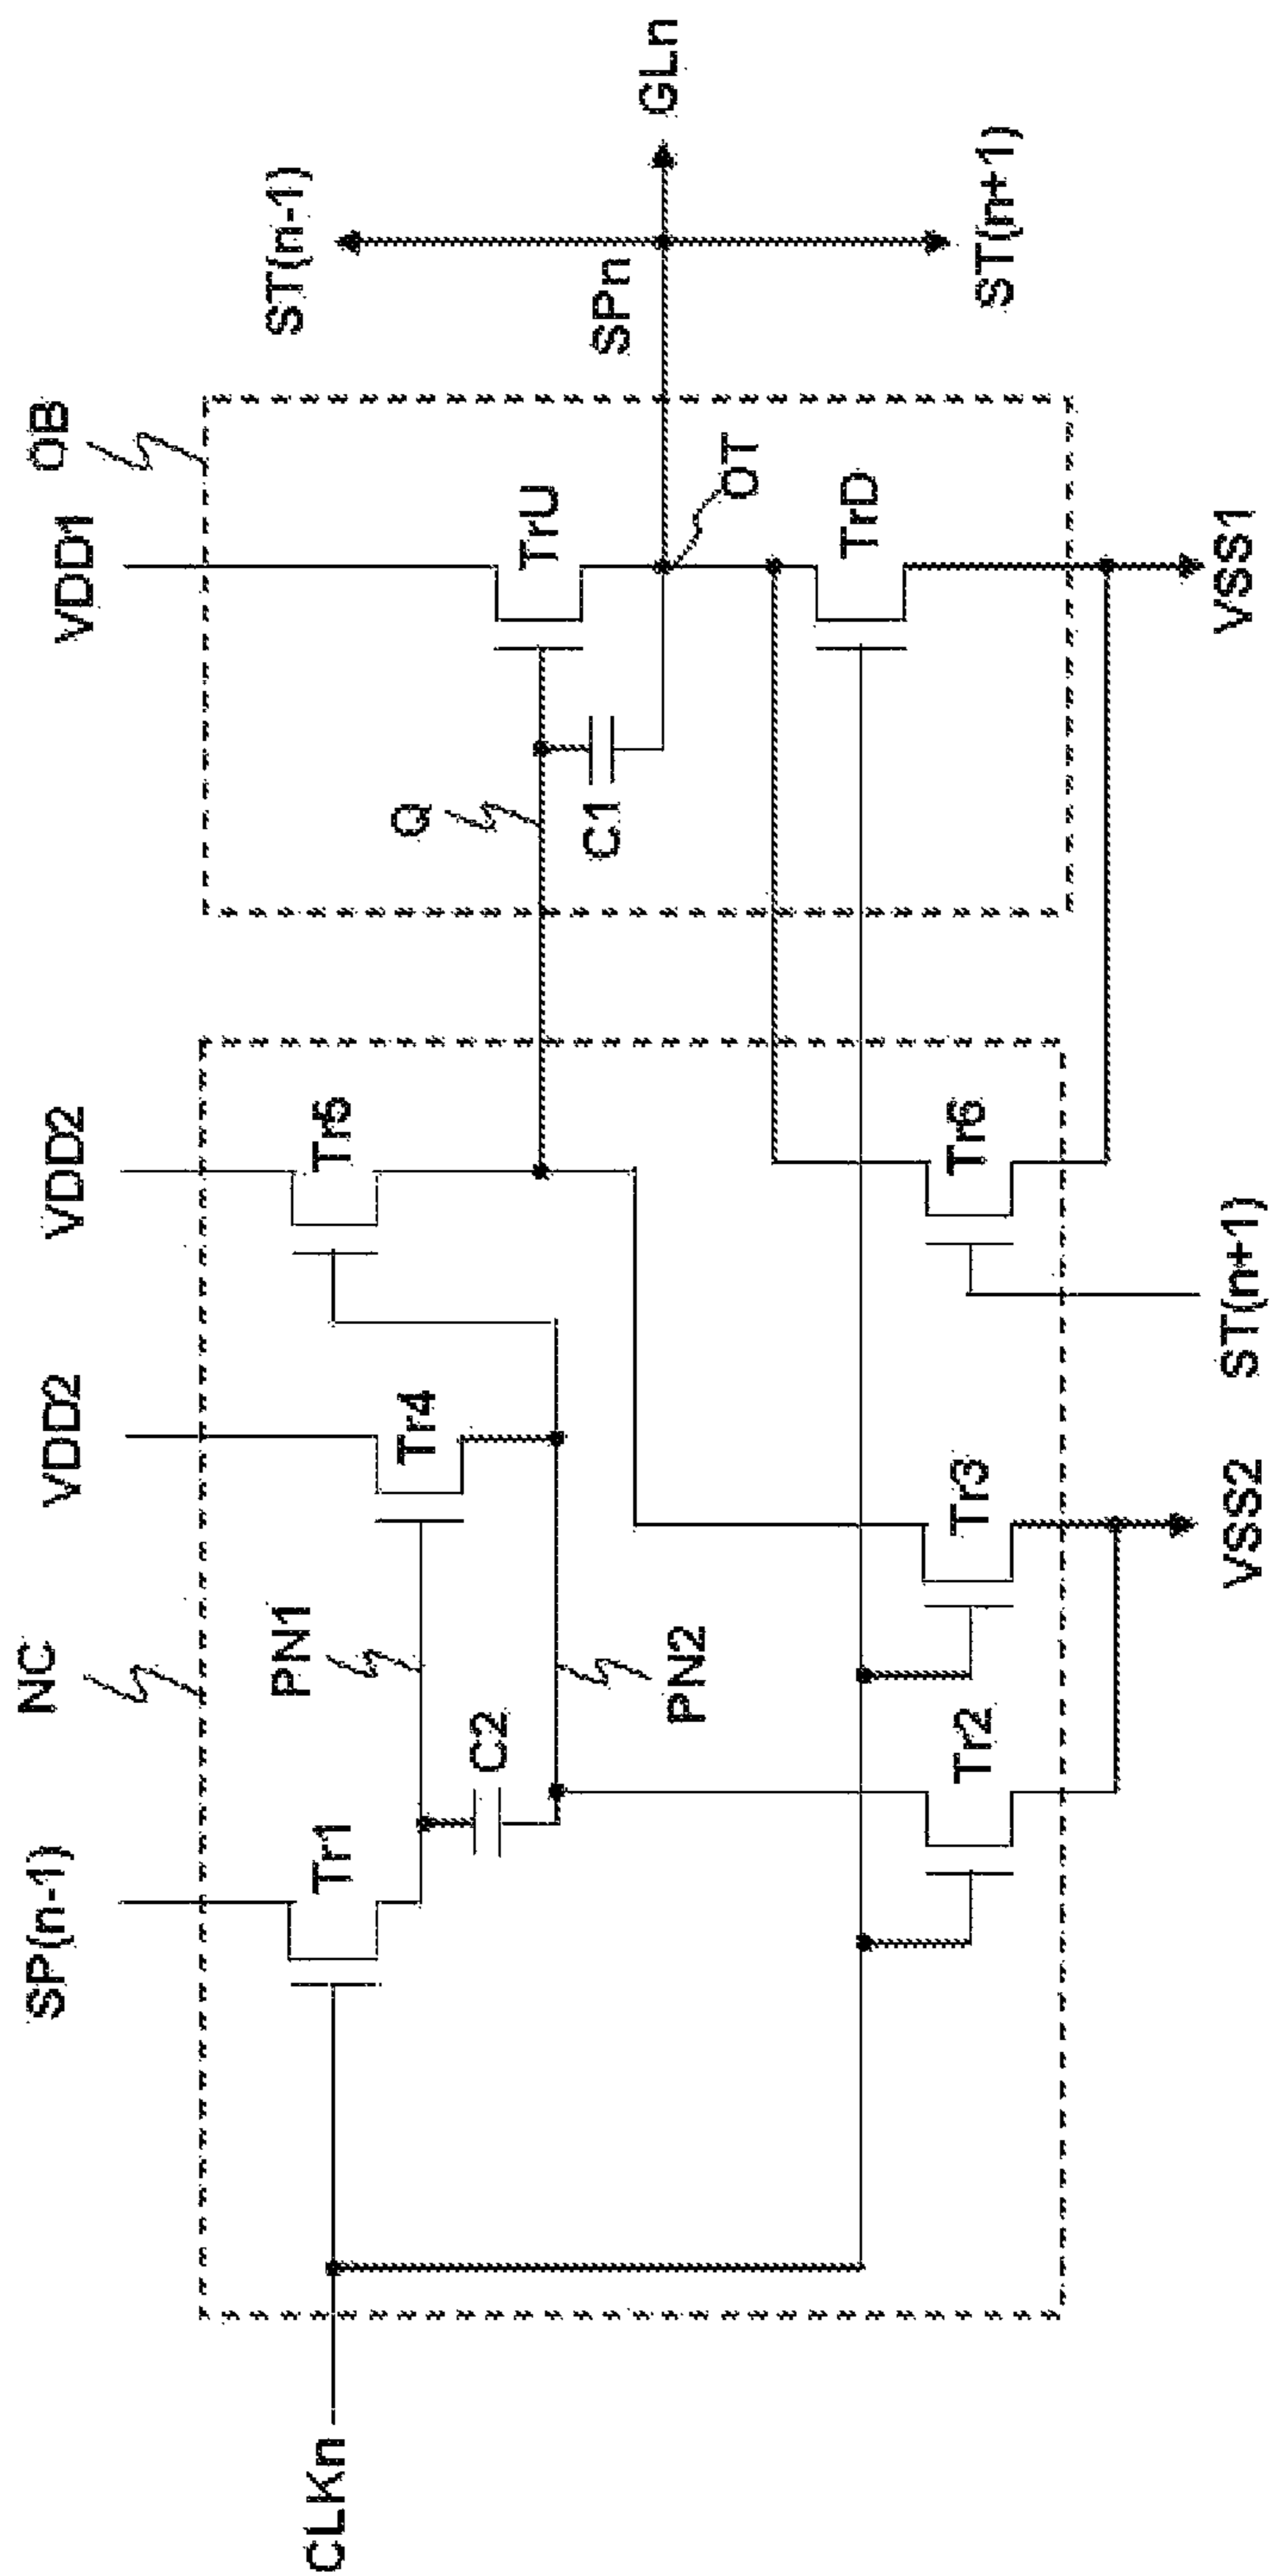 CLKn
SP(n-1)
NC
VDD2
VDD2
VDD1
OB
ST(n-1)
Tr1
PN1
Tr4
Tr5
TrU
C2
Q
C1
SPn
GLn
PN2
OT
Tr2
Tr3
Tr6
TrD
ST(n+1)
VSS2
ST(n+1)
VSS1